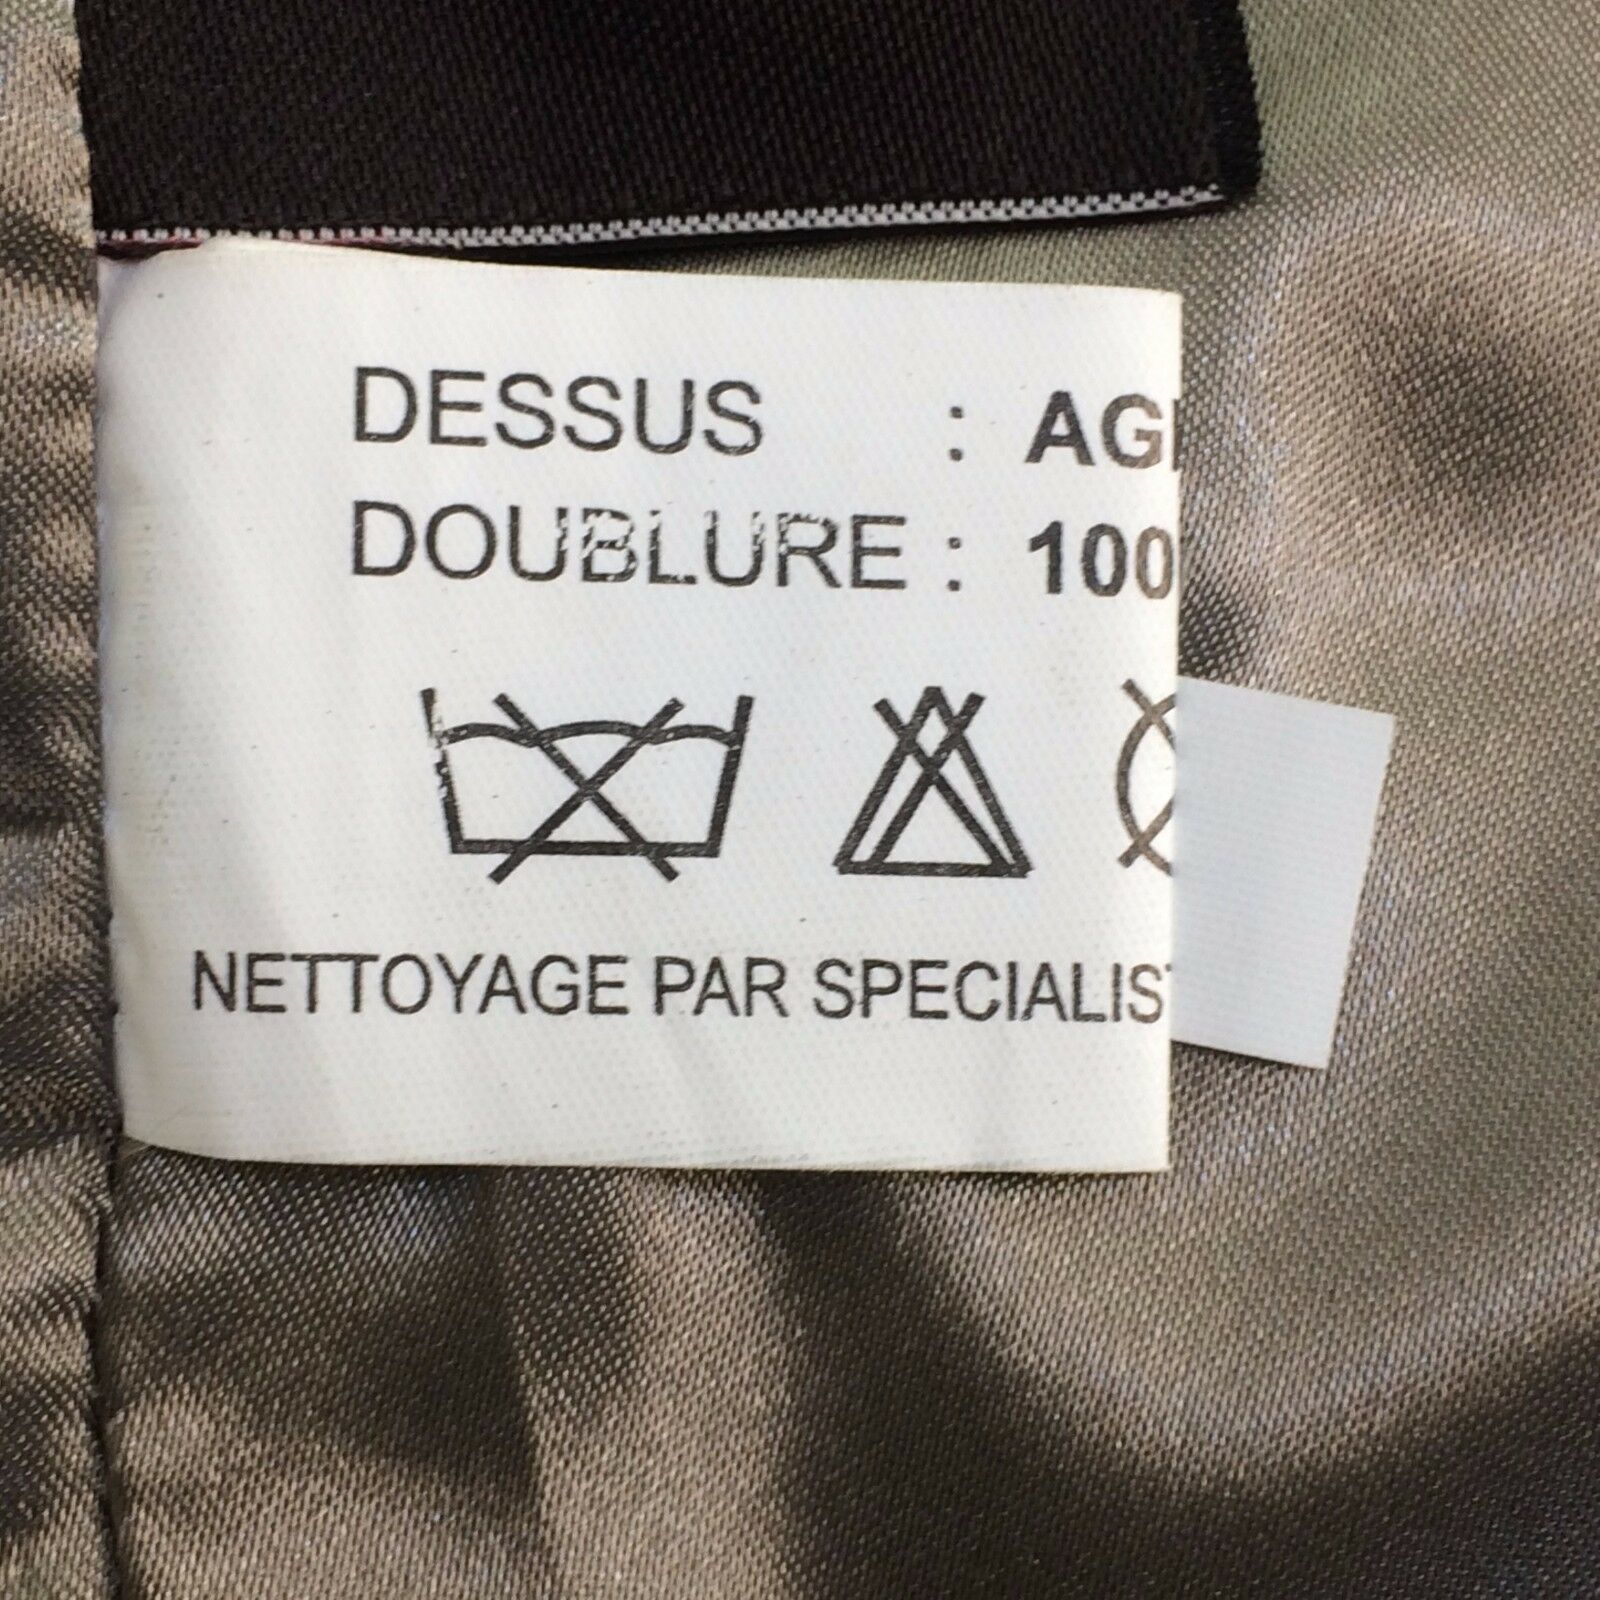 DESSUS : AG
DOUBLURE : 100
NETTOYAGE PAR SPECIALIS